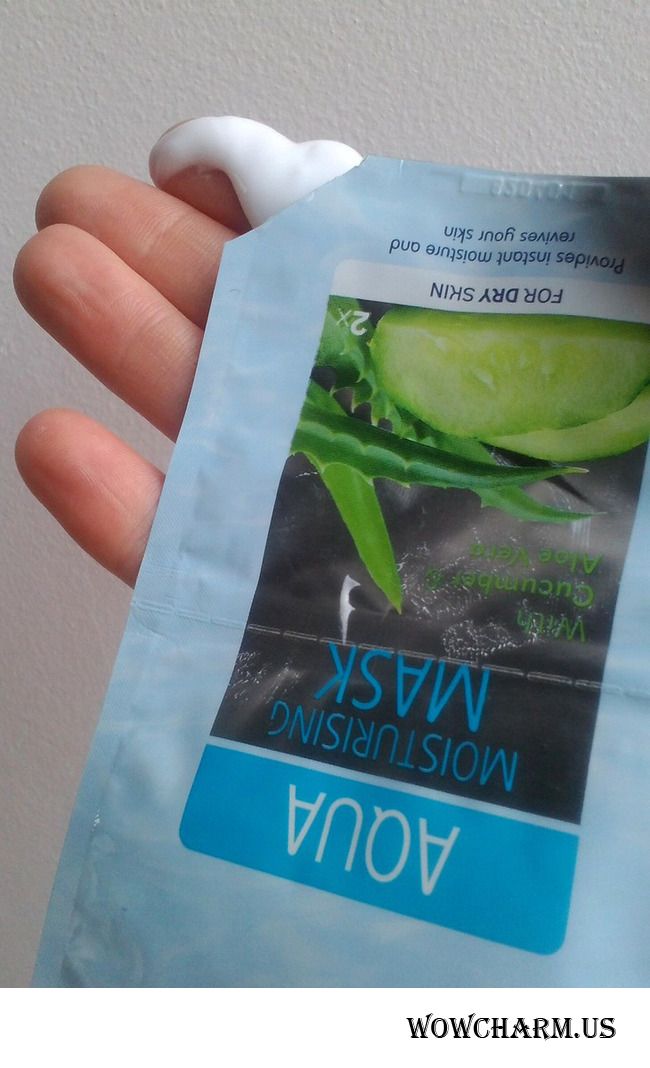 AQUA
MOISTURISING
MASK
With
Cucumber &
Aloe Vera
2x
FOR DRY SKIN
Provides instant moisture and
revives your skin
WOWCHARM.US